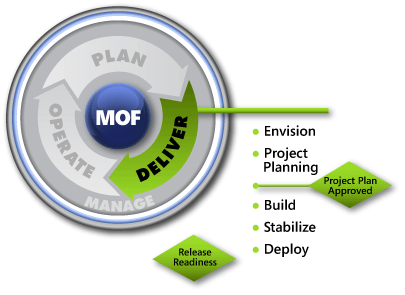 PLAN
OPERATE
MOF
DELIVER
MANAGE
Envision
Project
Planning
Project Plan
Approved
Build
Stabilize
Deploy
Release
Readiness